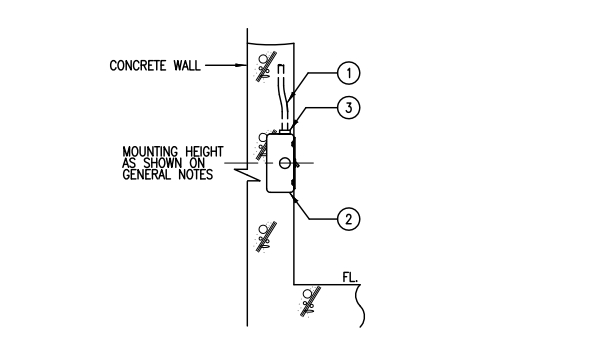 CONCRETE WALL
1
3
MOUNTING HEIGHT
AS SHOWN ON
GENERAL NOTES
2
FL.